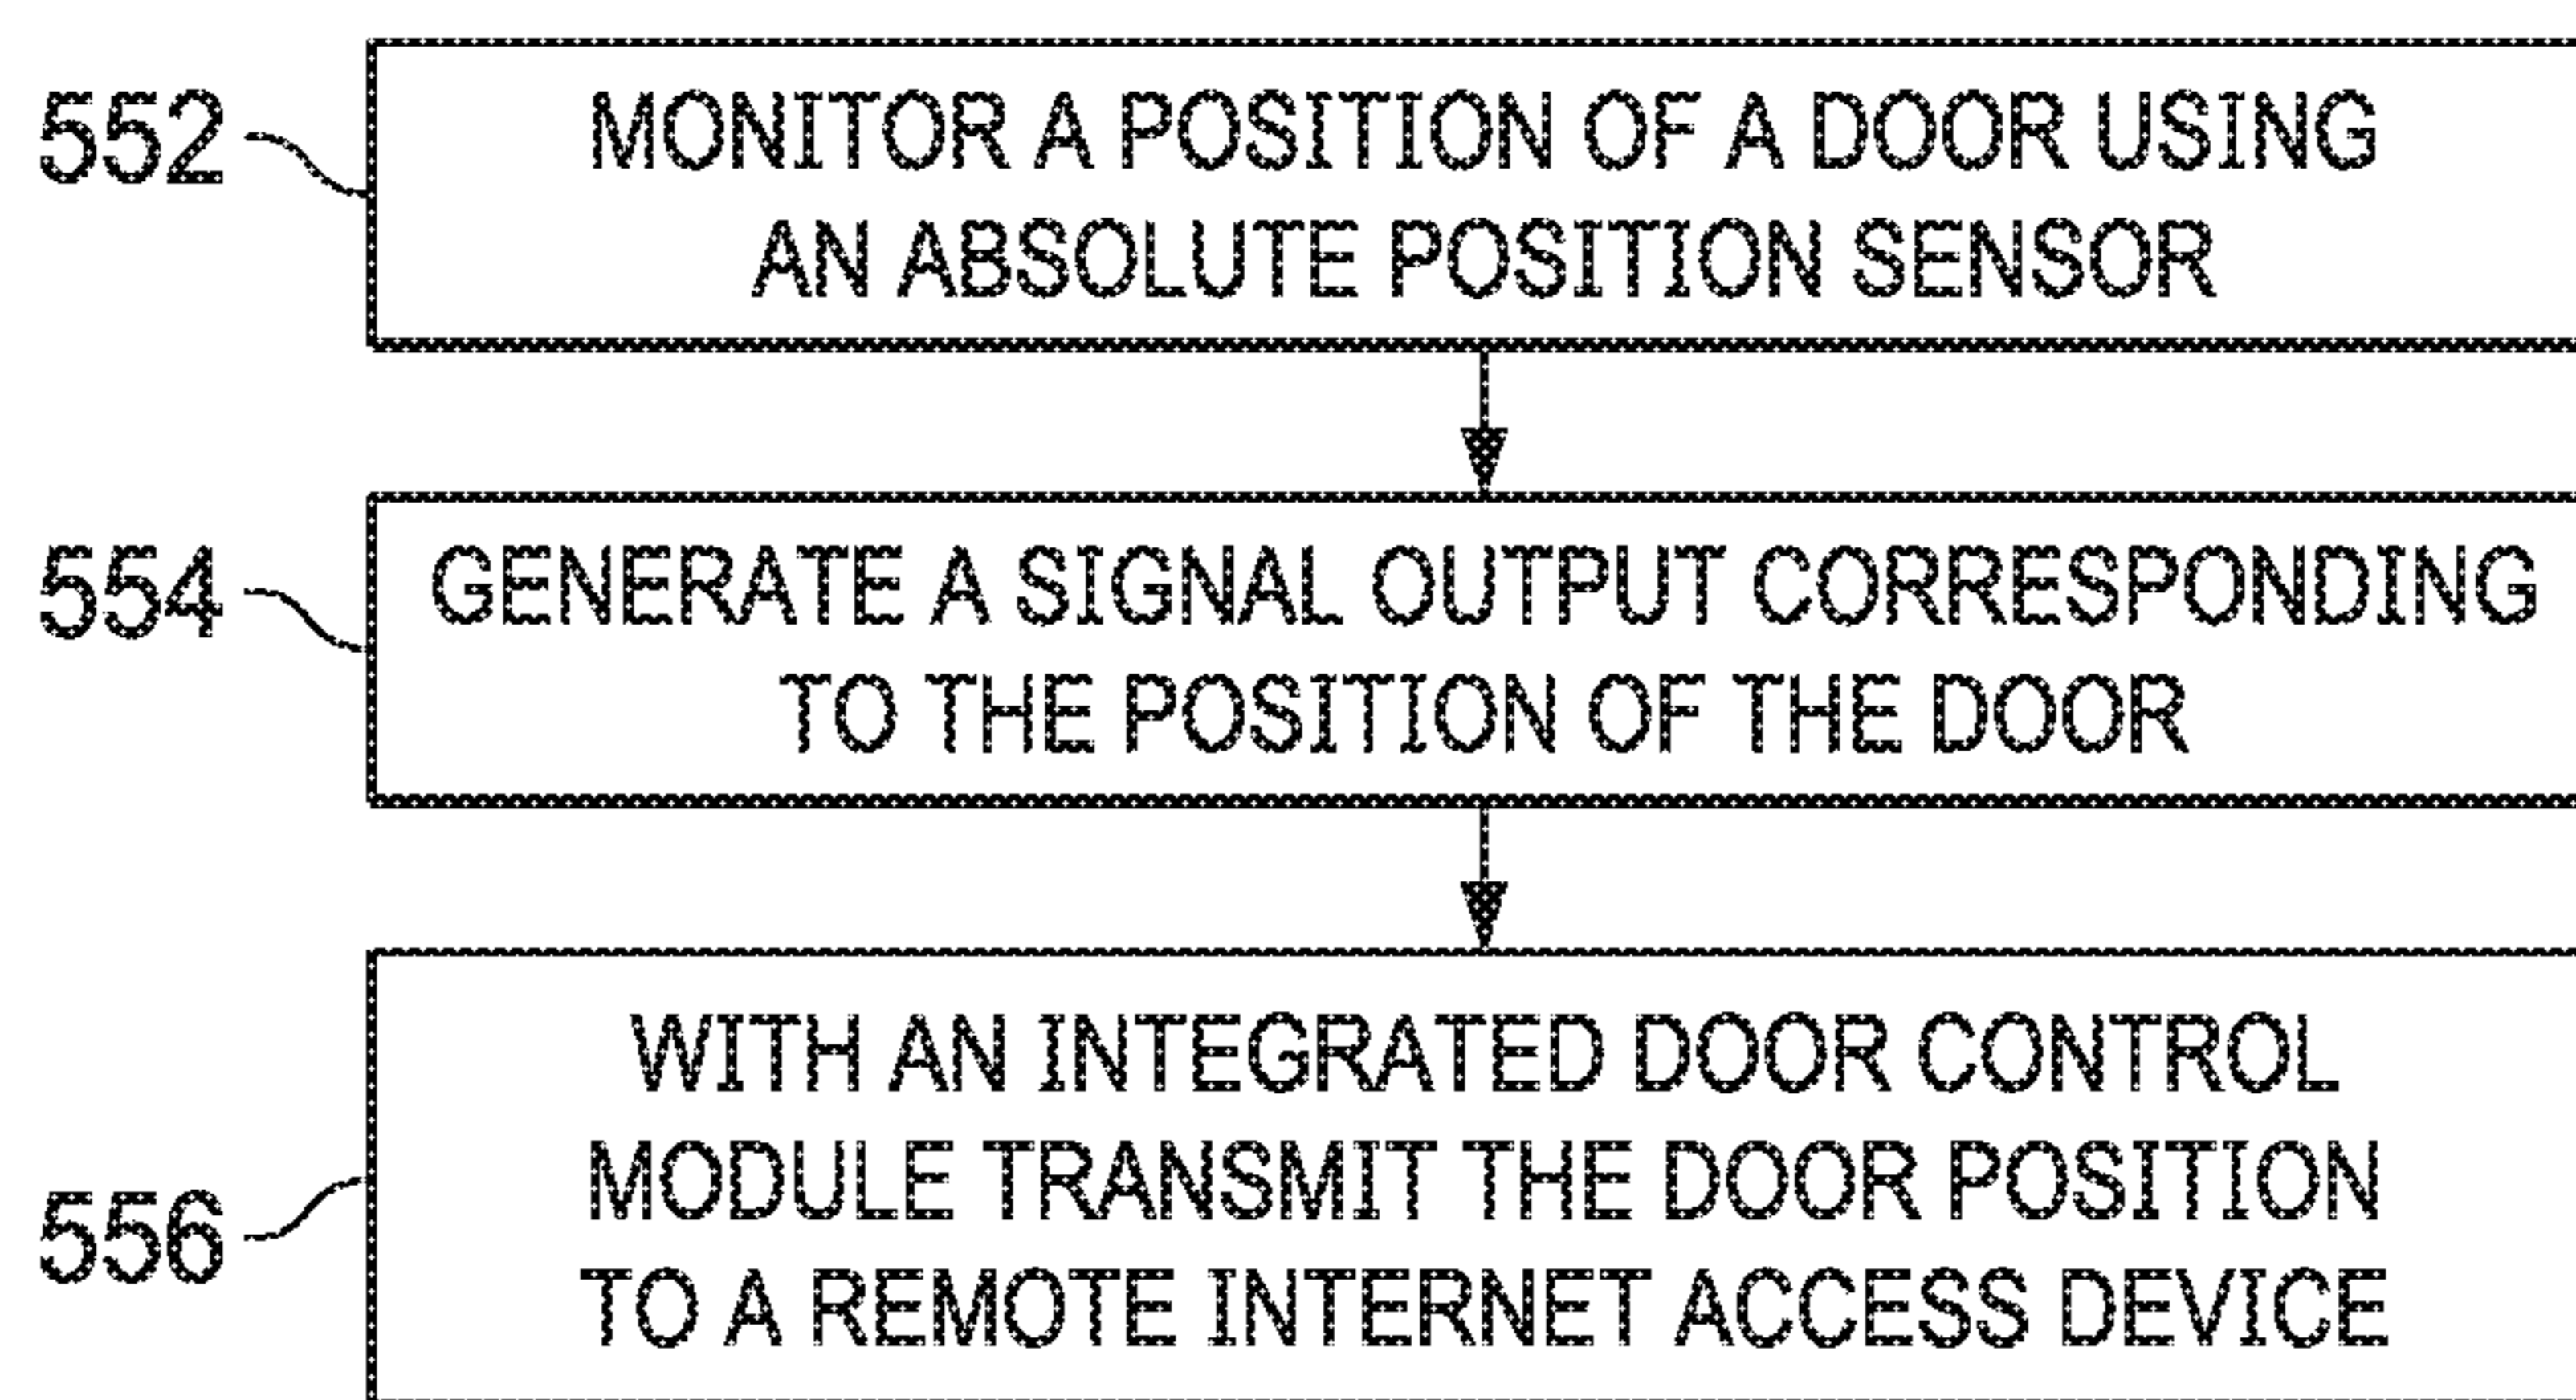 552
MONITOR A POSITION OF A DOOR USING
AN ABSOLUTE POSITION SENSOR
554
GENERATE A SIGNAL OUTPUT CORRESPONDING
TO THE POSITION OF THE DOOR
556
WITH AN INTEGRATED DOOR CONTROL
MODULE TRANSMIT THE DOOR POSITION
TO A REMOTE INTERNET ACCESS DEVICE